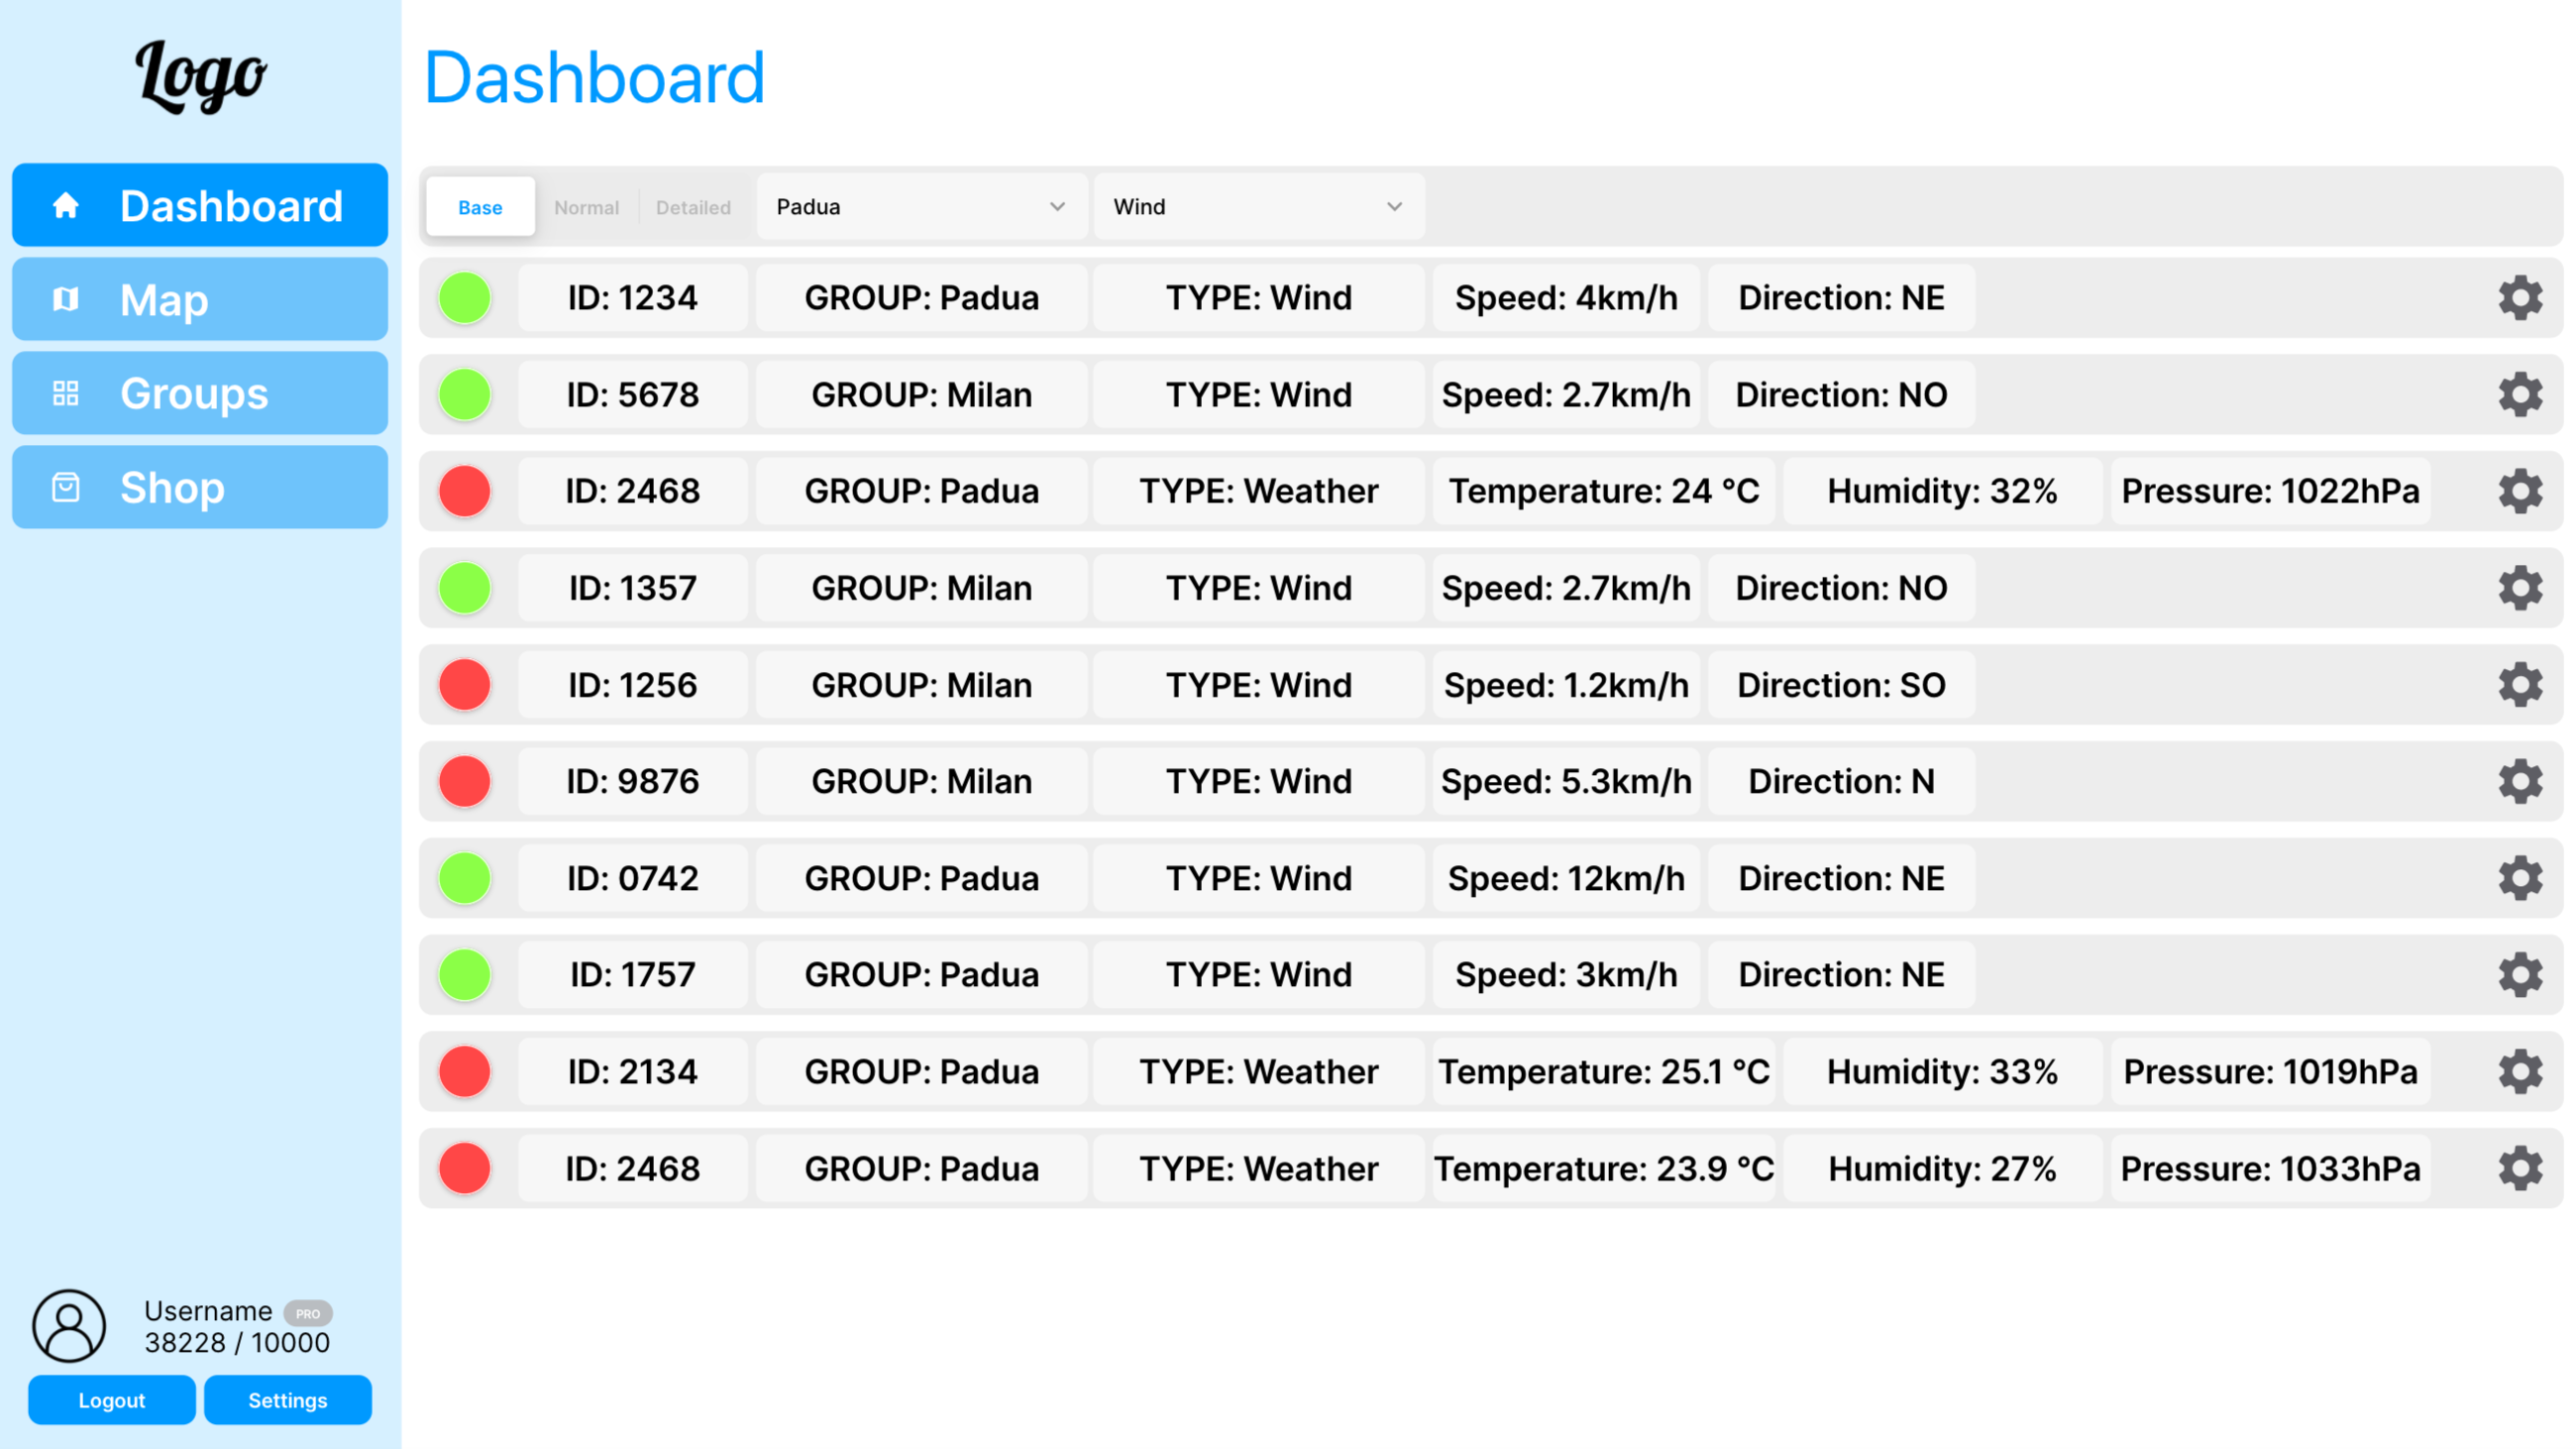 Logo
Dashboard
Map
Groups
Shop
Username PRO
38228 / 10000
Logout Settings
Dashboard
Base Normal Detailed Padua Wind
ID: 1234 GROUP: Padua TYPE: Wind Speed: 4km/h Direction: NE
ID: 5678 GROUP: Milan TYPE: Wind Speed: 2.7km/h Direction: NO
ID: 2468 GROUP: Padua TYPE: Weather Temperature: 24 °C Humidity: 32% Pressure: 1022hPa
ID: 1357 GROUP: Milan TYPE: Wind Speed: 2.7km/h Direction: NO
ID: 1256 GROUP: Milan TYPE: Wind Speed: 1.2km/h Direction: SO
ID: 9876 GROUP: Milan TYPE: Wind Speed: 5.3km/h Direction: N
ID: 0742 GROUP: Padua TYPE: Wind Speed: 12km/h Direction: NE
ID: 1757 GROUP: Padua TYPE: Wind Speed: 3km/h Direction: NE
ID: 2134 GROUP: Padua TYPE: Weather Temperature: 25.1 °C Humidity: 33% Pressure: 1019hPa
ID: 2468 GROUP: Padua TYPE: Weather Temperature: 23.9 °C Humidity: 27% Pressure: 1033hPa